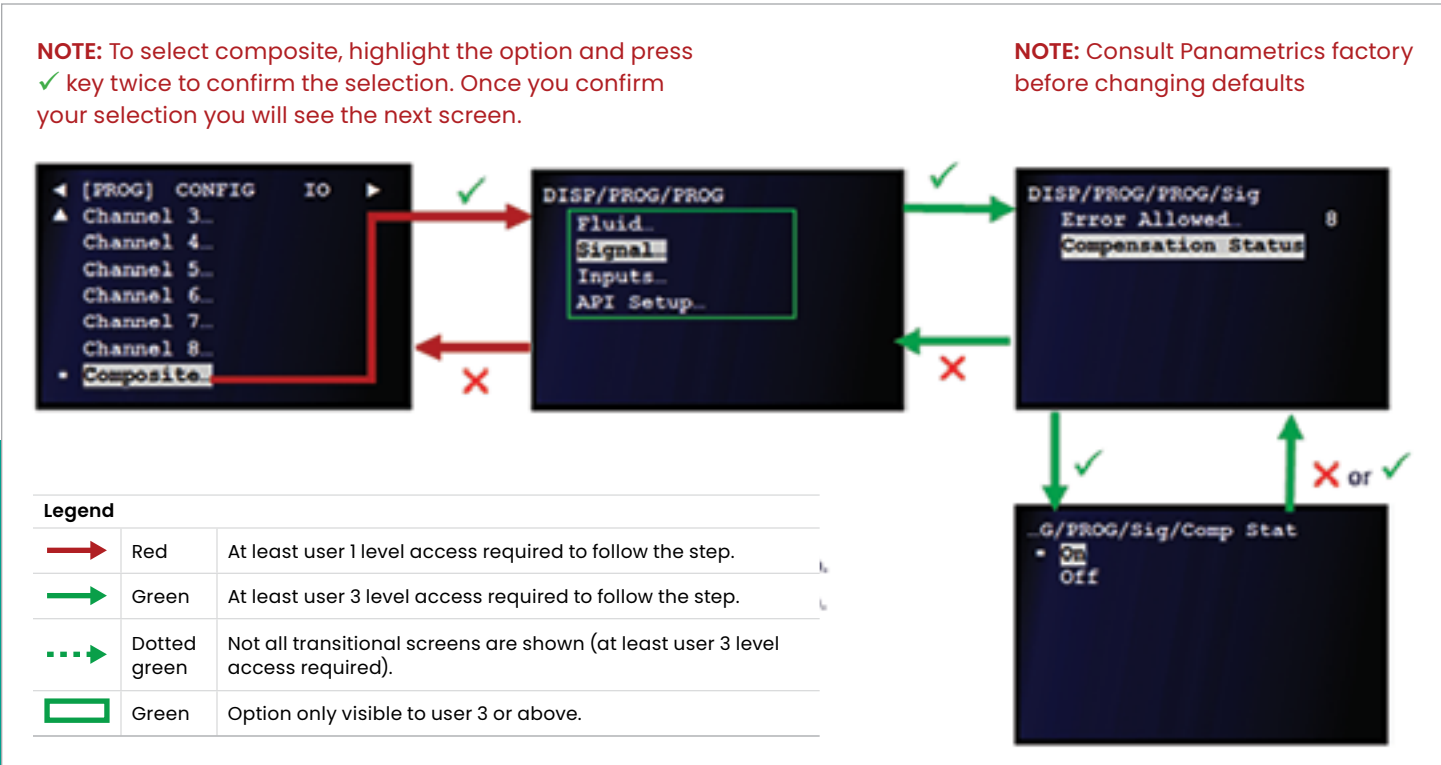 NOTE: To select composite, highlight the option and press
✓ key twice to confirm the selection. Once you confirm
your selection you will see the next screen.
NOTE: Consult Panametrics factory
before changing defaults
[PROG] CONFIG IO
Channel 3…
Channel 4…
Channel 5…
Channel 6…
Channel 7…
Channel 8…
Composite…
DISP/PROG/PROG
Fluid…
Signal…
Inputs…
API Setup…
DISP/PROG/PROG/Sig
Error Allowed… 8
Compensation Status
or
…G/PROG/Sig/Comp Stat
On
Off
Legend
Red At least user 1 level access required to follow the step.
Green At least user 3 level access required to follow the step.
Dotted
green
Not all transitional screens are shown (at least user 3 level
access required).
Green Option only visible to user 3 or above.